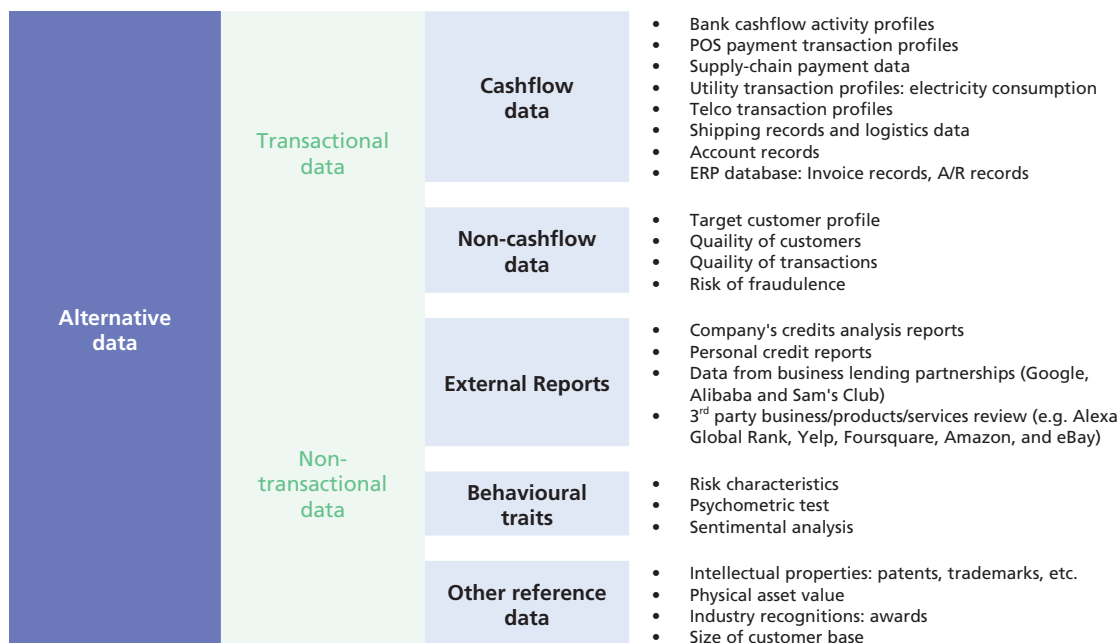 Alternative
data
Transactional
data
Non-
transactional
data
Cashflow
data
• Bank cashflow activity profiles
• POS payment transaction profiles
• Supply-chain payment data
• Utility transaction profiles: electricity consumption
• Telco transaction profiles
• Shipping records and logistics data
• Account records
• ERP database: Invoice records, A/R records
Non-cashflow
data
• Target customer profile
• Quaility of customers
• Quaility of transactions
• Risk of fraudulence
External Reports
• Company's credits analysis reports
• Personal credit reports
• Data from business lending partnerships (Google,
Alibaba and Sam's Club)
• 3rd party business/products/services review (e.g. Alexa
Global Rank, Yelp, Foursquare, Amazon, and eBay)
Behavioural
traits
• Risk characteristics
• Psychometric test
• Sentimental analysis
Other reference
data
• Intellectual properties: patents, trademarks, etc.
• Physical asset value
• Industry recognitions: awards
• Size of customer base